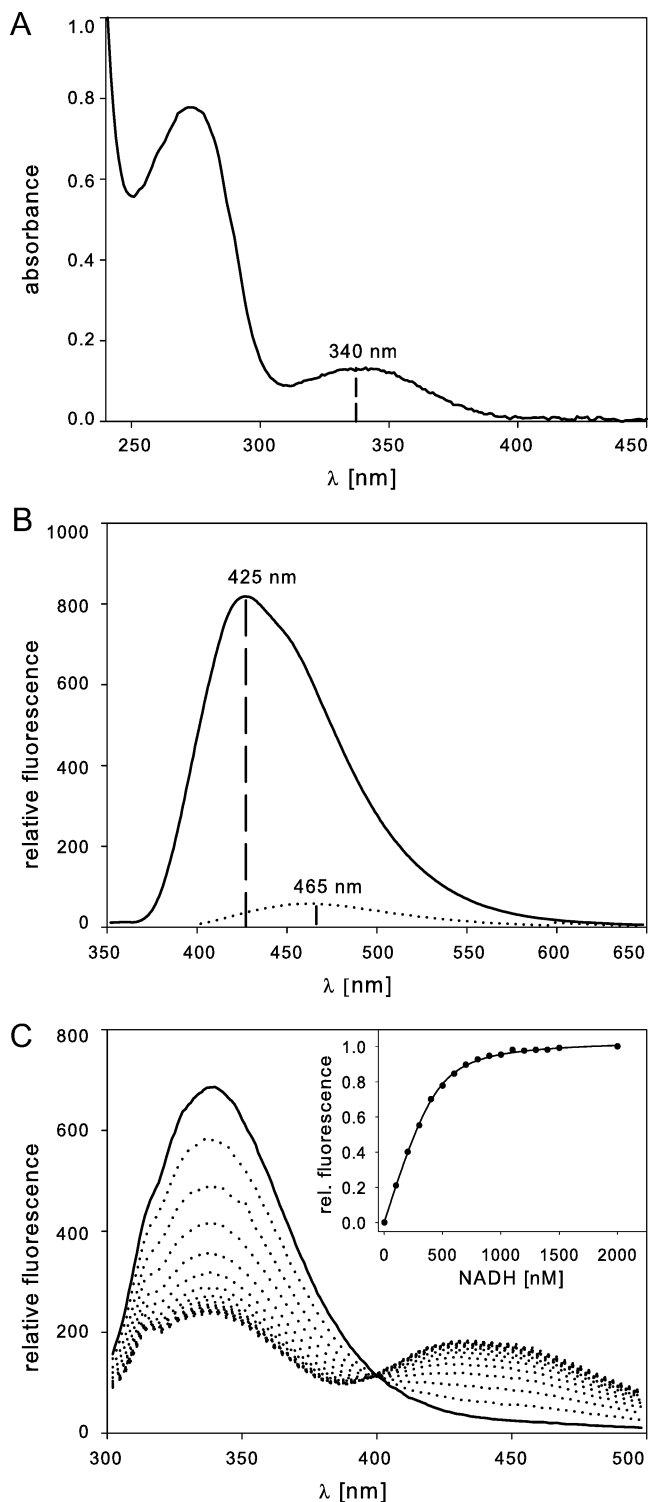 A
1.0
0.8
0.6
0.4
0.2
0.0
absorbance
340 nm
250 300 350 400 450
λ [nm]
B
1000
800
600
400
200
0
relative fluorescence
425 nm
465 nm
350 400 450 500 550 600 650
λ [nm]
C
800
600
400
200
0
relative fluorescence
300 350 400 450 500
λ [nm]
1.0
0.8
0.6
0.4
0.2
0.0
rel. fluorescence
0 500 1000 1500 2000
NADH [nM]